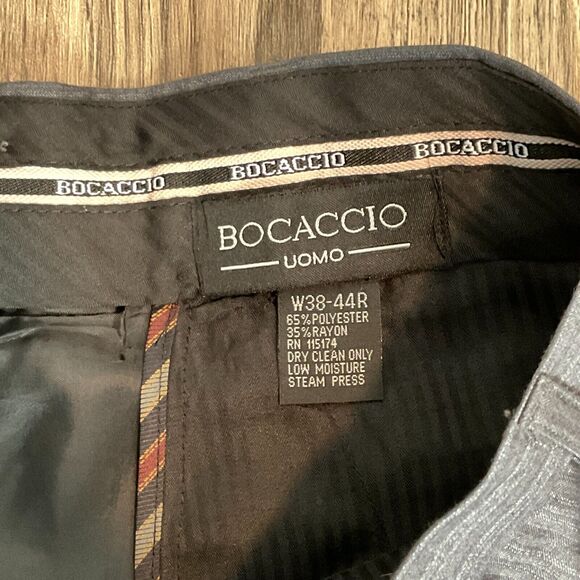 BOCACCIO BOCACCIO BOCACCIO
BOCACCIO
UOMO
W38-44R
65% POLYESTER
35% RAYON
RN 115174
DRY CLEAN ONLY
LOW MOISTURE
STEAM PRESS